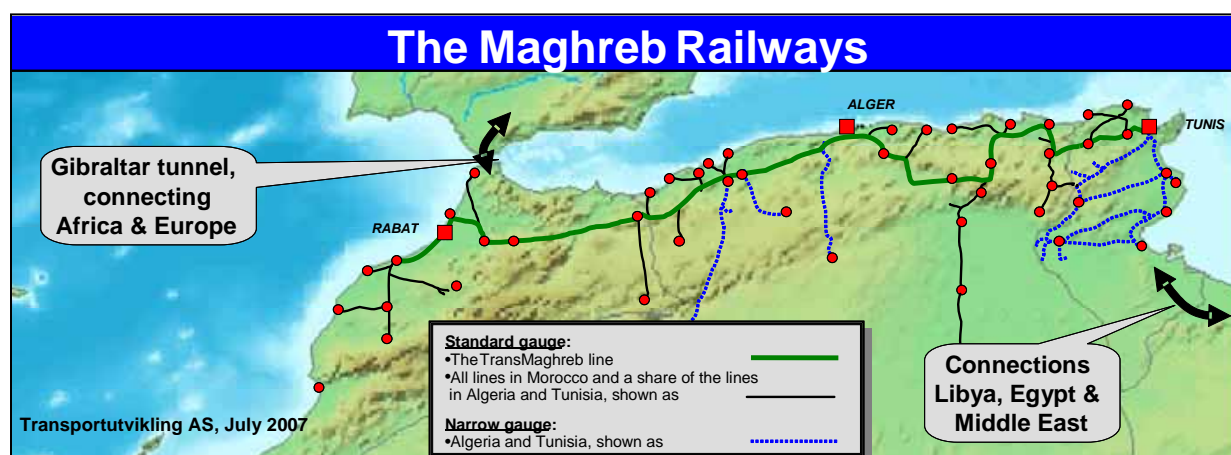 The Maghreb Railways
ALGER
TUNIS
Gibraltar tunnel,
connecting
Africa & Europe
RABAT
Standard gauge:
•The TransMaghreb line
•All lines in Morocco and a share of the lines
in Algeria and Tunisia, shown as
Narrow gauge:
•Algeria and Tunisia, shown as
Connections
Libya, Egypt &
Middle East
Transportutvikling AS, July 2007